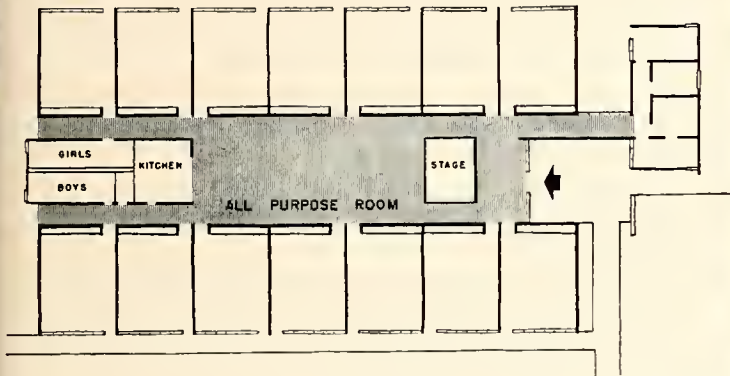 GIRLS
KITCHEN
BOYS
STAGE
ALL PURPOSE ROOM